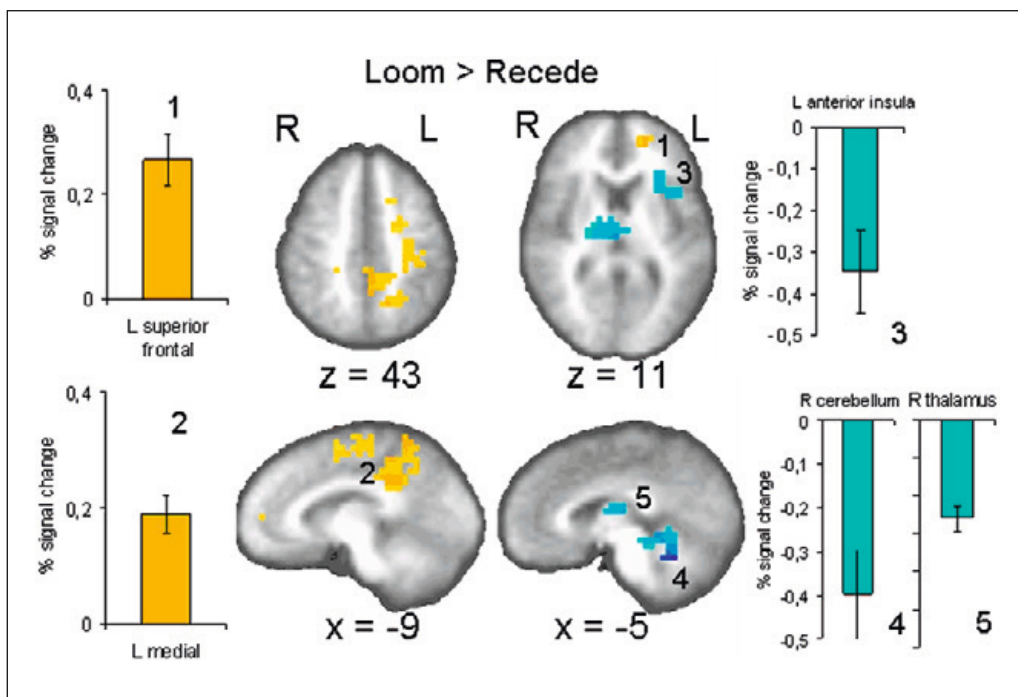 Loom > Recede
0,4
0,2
0
% signal change
1
L superior
frontal
R
L
z = 43
R
L
1
3
z = 11
L anterior insula
0
-0,1
-0,2
-0,3
-0,4
-0,5
% signal change
3
0,4
0,2
0
% signal change
2
L medial
2
x = -9
5
4
x = -5
R cerebellum
0
-0,1
-0,2
-0,3
-0,4
-0,5
% signal change
4
R thalamus
5